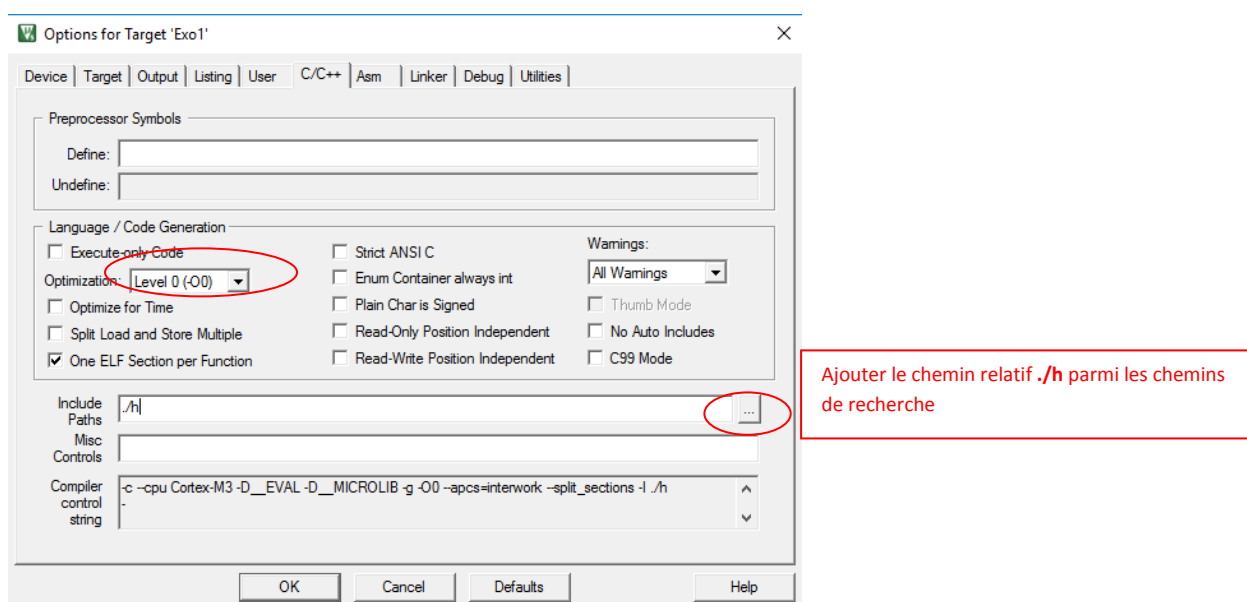 Options for Target 'Exo1'
Device Target Output Listing User C/C++ Asm Linker Debug Utilities
Preprocessor Symbols
Define:
Undefine:
Language / Code Generation
Execute-only Code
Optimization: Level 0 (-O0)
Optimize for Time
Split Load and Store Multiple
One ELF Section per Function
Strict ANSI C
Enum Container always int
Plain Char is Signed
Read-Only Position Independent
Read-Write Position Independent
Warnings:
All Warnings
Thumb Mode
No Auto Includes
C99 Mode
Include
Paths
./h
...
Misc
Controls
Compiler
control
string
-c --cpu Cortex-M3 -D__EVAL -D__MICROLIB -g -O0 --apcs=interwork --split_sections -I ./h
-
OK Cancel Defaults Help
Ajouter le chemin relatif ./h parmi les chemins
de recherche